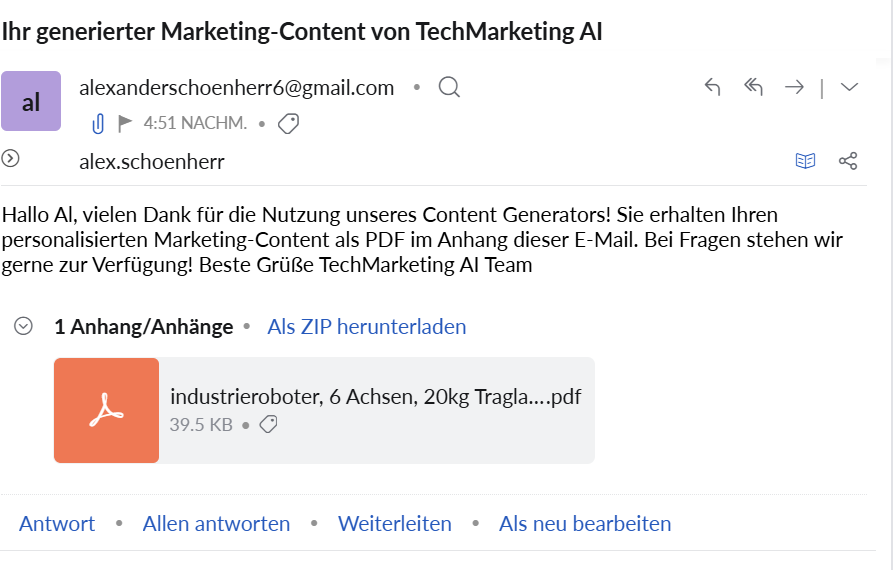 Ihr generierter Marketing-Content von TechMarketing AI
al
alexanderschoenherr6@gmail.com •
4:51 NACHM. •
alex.schoenherr
Hallo Al, vielen Dank für die Nutzung unseres Content Generators! Sie erhalten Ihren
personalisierten Marketing-Content als PDF im Anhang dieser E-Mail. Bei Fragen stehen wir
gerne zur Verfügung! Beste Grüße TechMarketing AI Team
1 Anhang/Anhänge • Als ZIP herunterladen
industrieroboter, 6 Achsen, 20kg Tragla....pdf
39.5 KB •
Antwort • Allen antworten • Weiterleiten • Als neu bearbeiten